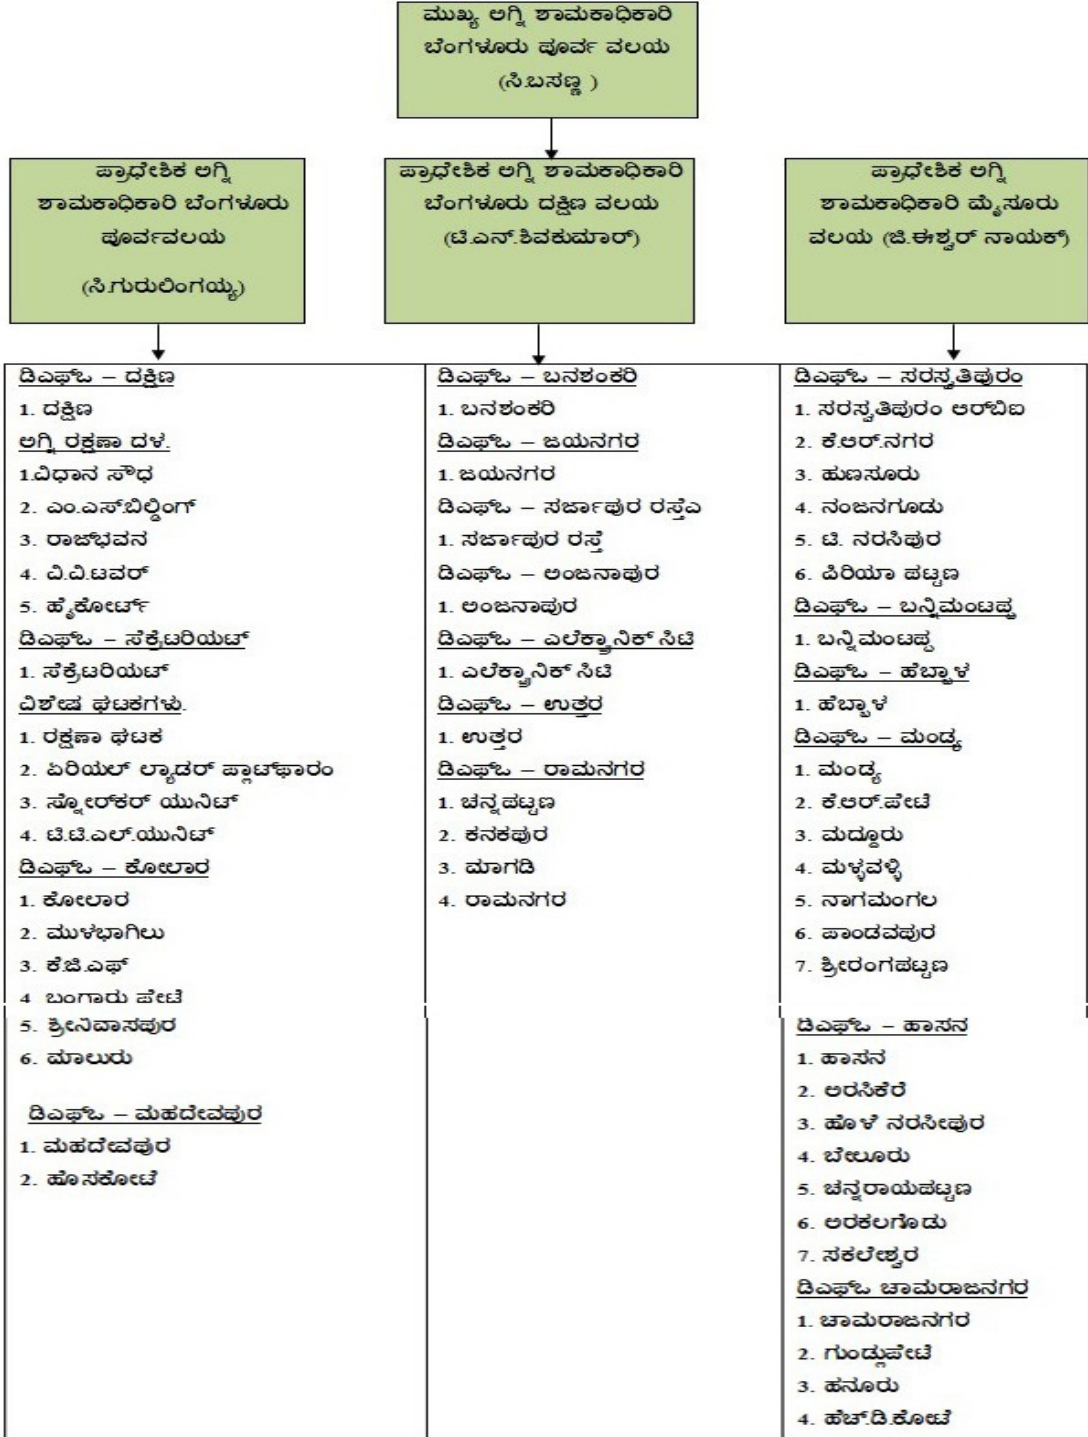 ಮುಖ್ಯ ಅಗ್ನಿ ಶಾಮಕಾಧಿಕಾರಿ
ಬೆಂಗಳೂರು ಪೂರ್ವ ವಲಯ
(ಸಿ.ಬಸಣ್ಣ )
ಪ್ರಾಧೇಶಿಕ ಅಗ್ನಿ
ಶಾಮಕಾಧಿಕಾರಿ ಬೆಂಗಳೂರು
ಪೂರ್ವವಲಯ
(ಸಿ.ಗುರುಲಿಂಗಯ್ಯ)
ಪ್ರಾಧೇಶಿಕ ಅಗ್ನಿ ಶಾಮಕಾಧಿಕಾರಿ
ಬೆಂಗಳೂರು ದಕ್ಷಿಣ ವಲಯ
(ಟಿ.ಎನ್.ಶಿವಕುಮಾರ್)
ಪ್ರಾಧೇಶಿಕ ಅಗ್ನಿ
ಶಾಮಕಾಧಿಕಾರಿ ಮೈಸೂರು
ವಲಯ (ಜಿ.ಈಶ್ವರ್ ನಾಯಕ್)
ಡಿಎಫ್ಒ – ದಕ್ಷಿಣ
1. ದಕ್ಷಿಣ
ಅಗ್ನಿ ರಕ್ಷಣಾ ದಳ.
1.ವಿಧಾನ ಸೌಧ
2. ಎಂ.ಎಸ್.ಬಿಲ್ಡಿಂಗ್
3. ರಾಜ್‌ಭವನ
4. ವಿ.ವಿ.ಟವರ್
5. ಹೈಕೋರ್ಟ್
ಡಿಎಫ್ಒ – ಸೆಕ್ರೆಟರಿಯಟ್
1. ಸೆಕ್ರೆಟರಿಯಟ್
ವಿಶೇಷ ಘಟಕಗಳು.
1. ರಕ್ಷಣಾ ಘಟಕ
2. ಏರಿಯಲ್ ಲ್ಯಾಡರ್ ಪ್ಲಾಟ್‌ಫಾರಂ
3. ಸ್ನೋರ್‌ಕರ್ ಯುನಿಟ್
4. ಟಿ.ಟಿ.ಎಲ್.ಯುನಿಟ್
ಡಿಎಫ್ಒ – ಕೋಲಾರ
1. ಕೋಲಾರ
2. ಮುಳಭಾಗಿಲು
3. ಕೆ.ಜಿ.ಎಫ್
4. ಬಂಗಾರು ಪೇಟೆ
5. ಶ್ರೀನಿವಾಸಪುರ
6. ಮಾಲುರು
ಡಿಎಫ್ಒ – ಮಹದೇವಪುರ
1. ಮಹದೇವಪುರ
2. ಹೊಸಕೋಟೆ
ಡಿಎಫ್ಒ – ಬನಶಂಕರಿ
1. ಬನಶಂಕರಿ
ಡಿಎಫ್ಒ – ಜಯನಗರ
1. ಜಯನಗರ
ಡಿಎಫ್ಒ – ಸರ್ಜಾಪುರ ರಸ್ತೆಎ
1. ಸರ್ಜಾಪುರ ರಸ್ತೆ
ಡಿಎಫ್ಒ – ಅಂಜನಾಪುರ
1. ಅಂಜನಾಪುರ
ಡಿಎಫ್ಒ – ಎಲೆಕ್ಟ್ರಾನಿಕ್ ಸಿಟಿ
1. ಎಲೆಕ್ಟ್ರಾನಿಕ್ ಸಿಟಿ
ಡಿಎಫ್ಒ – ಉತ್ತರ
1. ಉತ್ತರ
ಡಿಎಫ್ಒ – ರಾಮನಗರ
1. ಚನ್ನಪಟ್ಟಣ
2. ಕನಕಪುರ
3. ಮಾಗಡಿ
4. ರಾಮನಗರ
ಡಿಎಫ್ಒ – ಸರಸ್ವತಿಪುರಂ
1. ಸರಸ್ವತಿಪುರಂ ಆರ್‌ಬಿಐ
2. ಕೆ.ಆರ್.ನಗರ
3. ಹುಣಸೂರು
4. ನಂಜನಗೂಡು
5. ಟಿ. ನರಸಿಪುರ
6. ಪಿರಿಯಾ ಪಟ್ಟಣ
ಡಿಎಫ್ಒ – ಬನ್ನಿಮಂಟಪ್ಪ
1. ಬನ್ನಿಮಂಟಪ್ಪ
ಡಿಎಫ್ಒ – ಹೆಬ್ಬಾಳ
1. ಹೆಬ್ಬಾಳ
ಡಿಎಫ್ಒ – ಮಂಡ್ಯ
1. ಮಂಡ್ಯ
2. ಕೆ.ಆರ್.ಪೇಟೆ
3. ಮದ್ದೂರು
4. ಮಳ್ಳವಳ್ಳಿ
5. ನಾಗಮಂಗಲ
6. ಪಾಂಡವಪುರ
7. ಶ್ರೀರಂಗಪಟ್ಟಣ
ಡಿಎಫ್ಒ – ಹಾಸನ
1. ಹಾಸನ
2. ಅರಸಿಕೆರೆ
3. ಹೊಳೆ ನರಸೀಪುರ
4. ಬೇಲೂರು
5. ಚನ್ನರಾಯಪಟ್ಟಣ
6. ಅರಕಲಗೊಡು
7. ಸಕಲೇಶ್ವರ
ಡಿಎಫ್ಒ ಚಾಮರಾಜನಗರ
1. ಚಾಮರಾಜನಗರ
2. ಗುಂಡ್ಲುಪೇಟೆ
3. ಹನೂರು
4. ಹೆಚ್.ಡಿ.ಕೋಟೆ